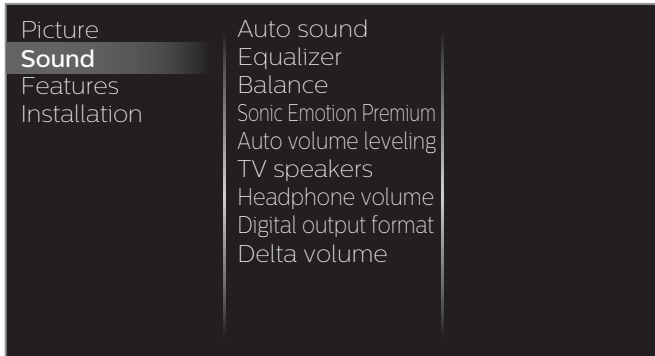 Picture
Sound
Features
Installation
Auto sound
Equalizer
Balance
Sonic Emotion Premium
Auto volume leveling
TV speakers
Headphone volume
Digital output format
Delta volume